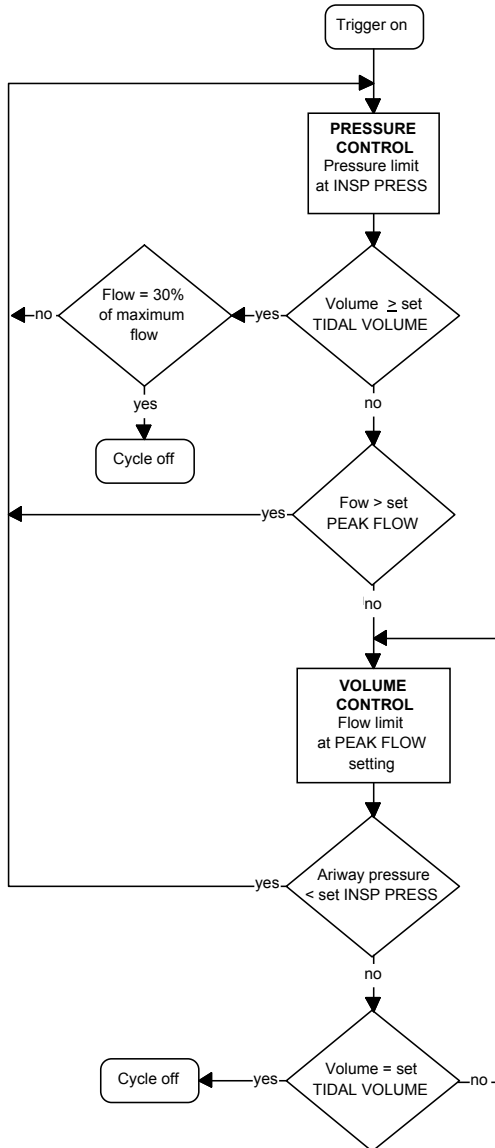 Trigger on
PRESSURE
CONTROL
Pressure limit
at INSP PRESS
Volume ≥ set
TIDAL VOLUME
yes
Flow = 30%
of maximum
flow
no
yes
Cycle off
no
Fow > set
PEAK FLOW
yes
no
VOLUME
CONTROL
Flow limit
at PEAK FLOW
setting
Ariway pressure
< set INSP PRESS
yes
no
Volume = set
TIDAL VOLUME
yes
Cycle off
no